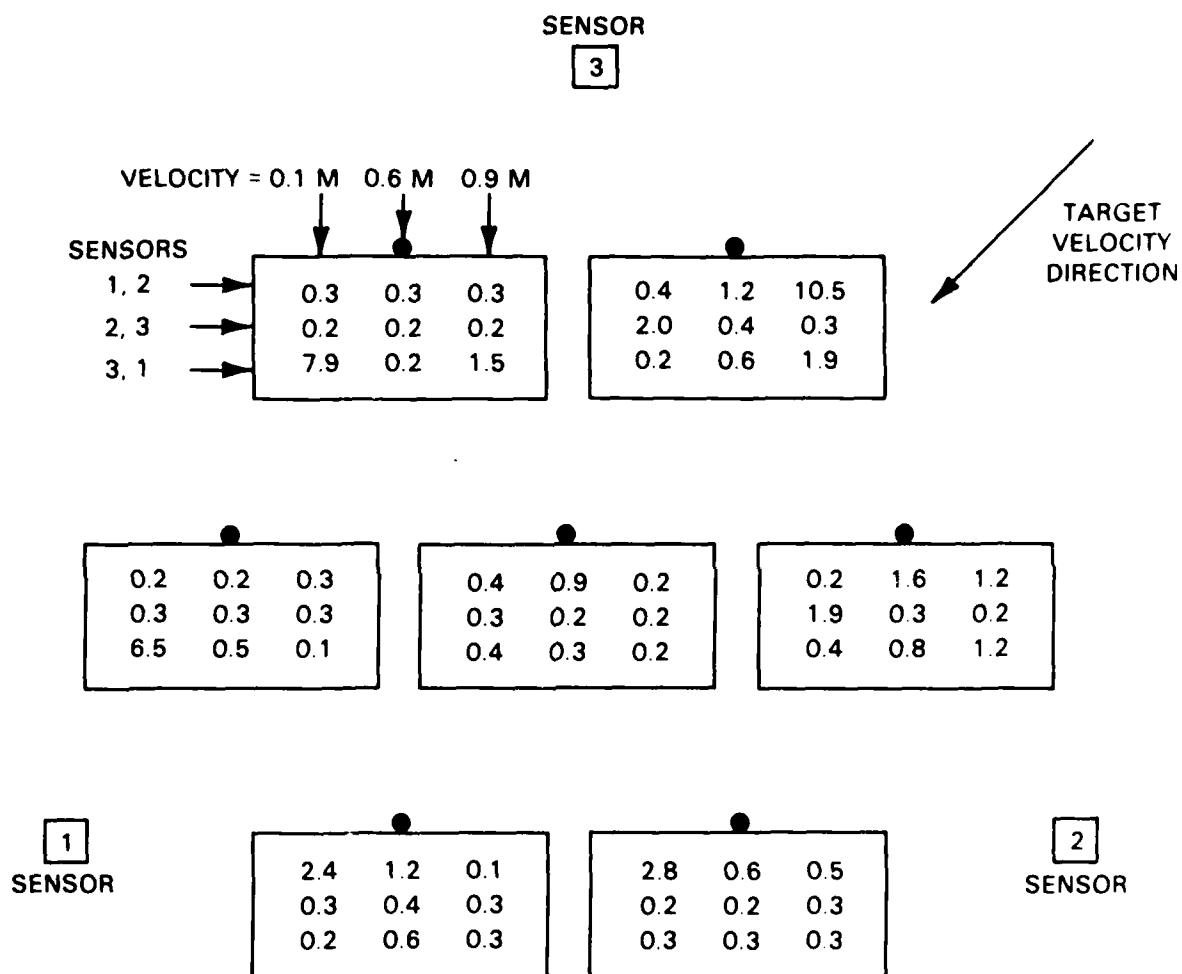 SENSOR
3
VELOCITY = 0.1 M 0.6 M 0.9 M
TARGET
VELOCITY
DIRECTION
SENSORS
1, 2
2, 3
3, 1
0.3 0.3 0.3
0.2 0.2 0.2
7.9 0.2 1.5
0.4 1.2 10.5
2.0 0.4 0.3
0.2 0.6 1.9
0.2 0.2 0.3
0.3 0.3 0.3
6.5 0.5 0.1
0.4 0.9 0.2
0.3 0.2 0.2
0.4 0.3 0.2
0.2 1.6 1.2
1.9 0.3 0.2
0.4 0.8 1.2
1
SENSOR
2.4 1.2 0.1
0.3 0.4 0.3
0.2 0.6 0.3
2.8 0.6 0.5
0.2 0.2 0.3
0.3 0.3 0.3
2
SENSOR